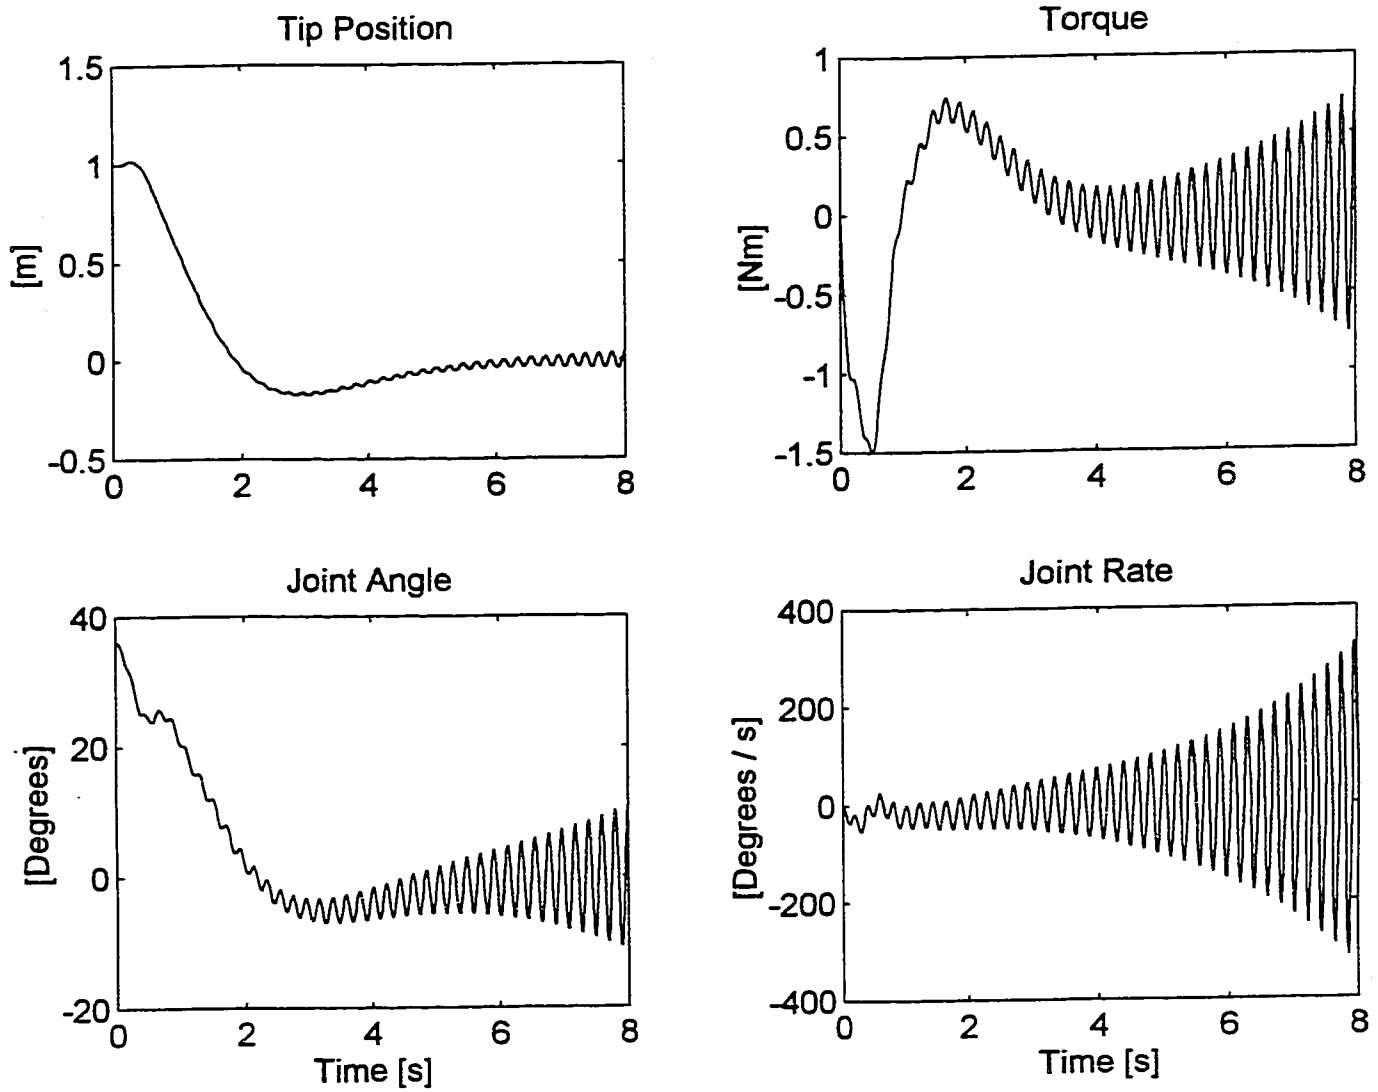 Tip Position
1.5
1
0.5
0
-0.5
[m]
0 2 4 6 8
Torque
1
0.5
0
-0.5
-1
-1.5
[Nm]
0 2 4 6 8
Joint Angle
40
20
0
-20
[Degrees]
0 2 4 6 8
Time [s]
Joint Rate
400
200
0
-200
-400
[Degrees / s]
0 2 4 6 8
Time [s]